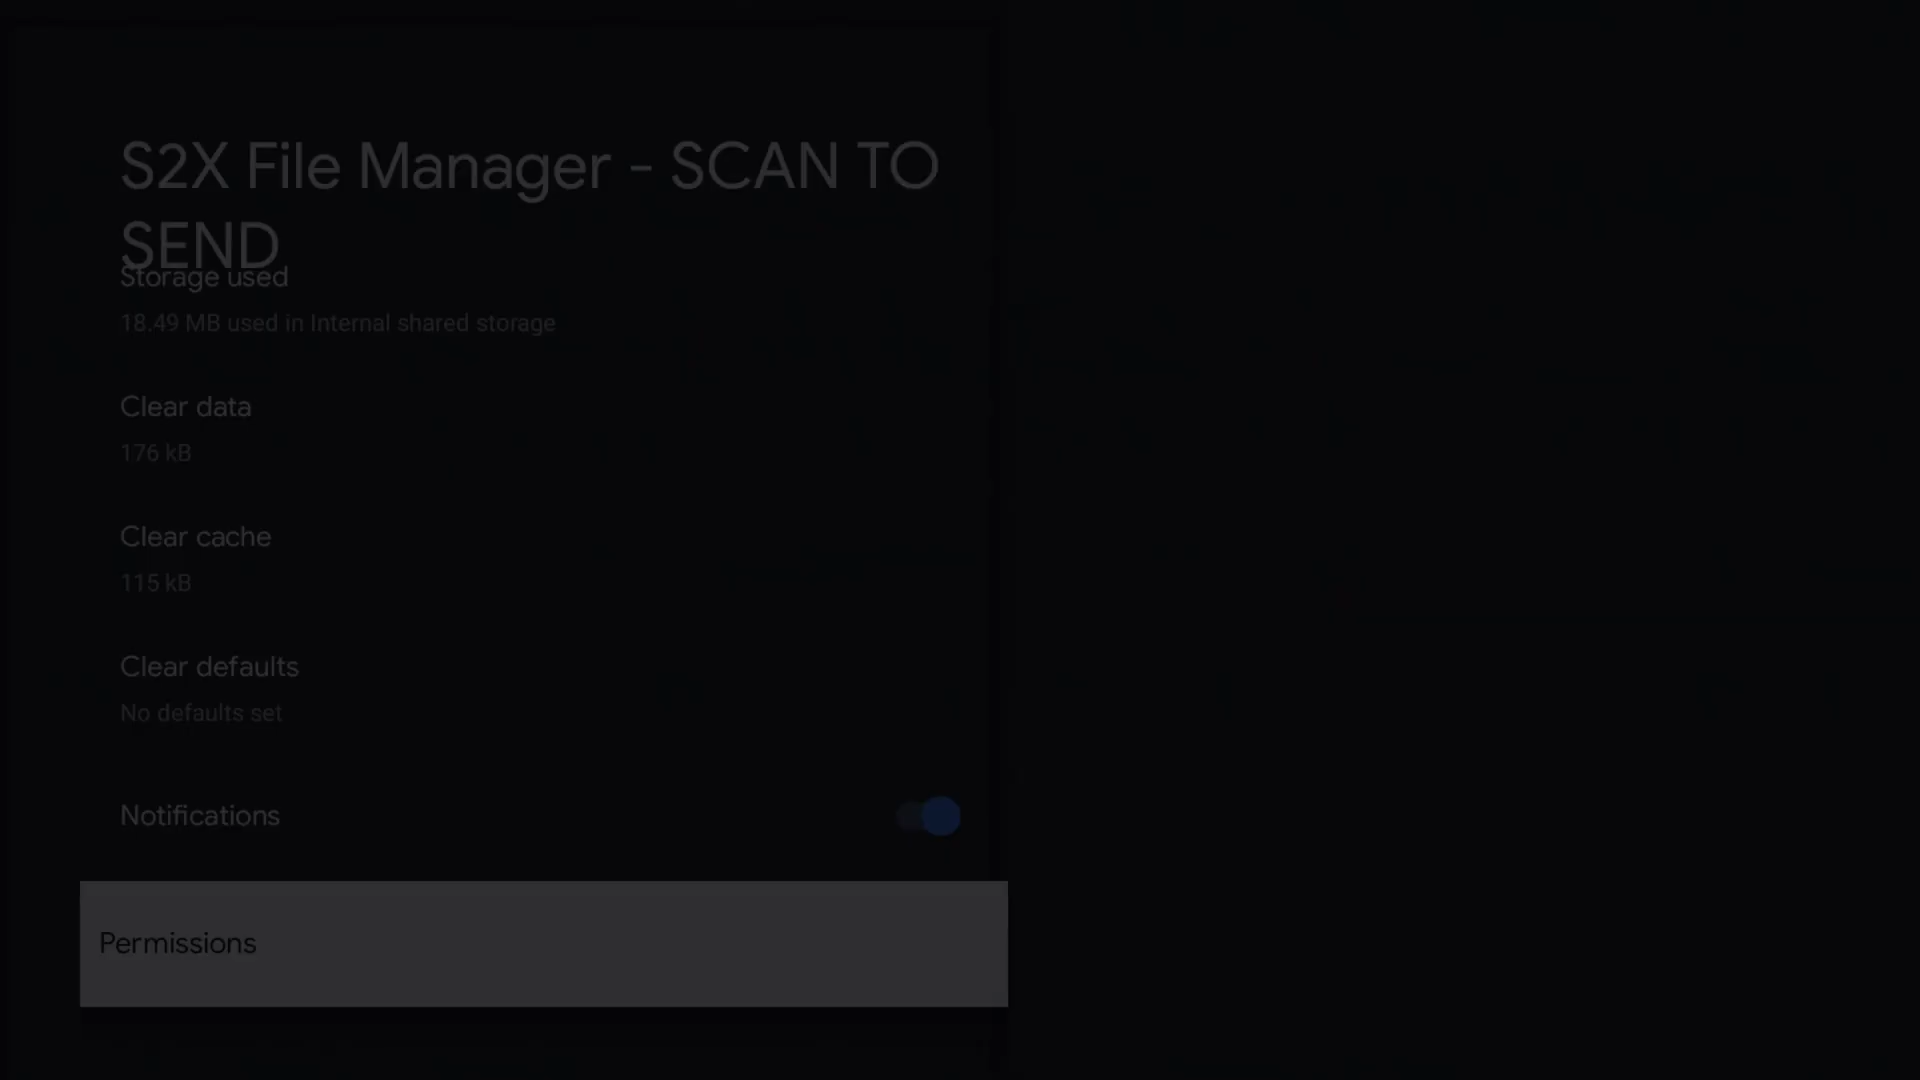 S2X File Manager - SCAN TO
SEND
Storage used
18.49 MB used in Internal shared storage
Clear data
176 kB
Clear cache
115 kB
Clear defaults
No defaults set
Notifications
Permissions